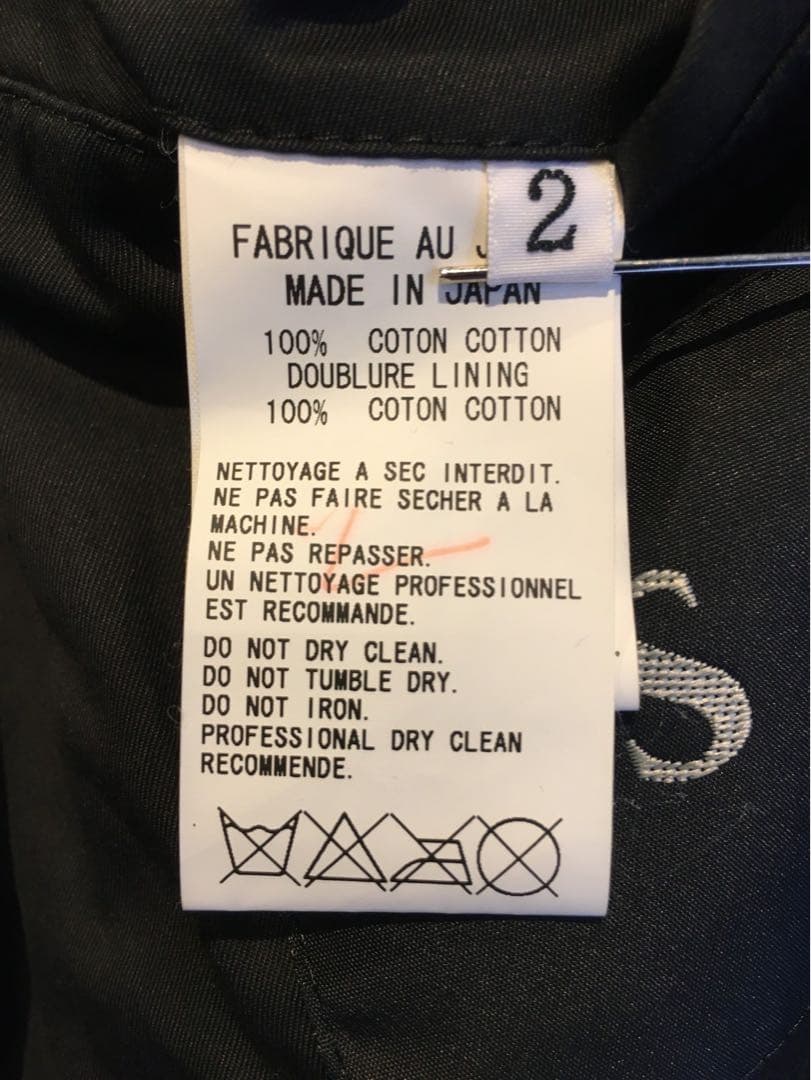 2
FABRIQUE AU J
MADE IN JAPAN
100% COTON COTTON
DOUBLURE LINING
100% COTON COTTON
NETTOYAGE A SEC INTERDIT.
NE PAS FAIRE SECHER A LA
MACHINE.
NE PAS REPASSER.
UN NETTOYAGE PROFESSIONNEL
EST RECOMMANDE.
DO NOT DRY CLEAN.
DO NOT TUMBLE DRY.
DO NOT IRON.
PROFESSIONAL DRY CLEAN
RECOMMENDE.
S